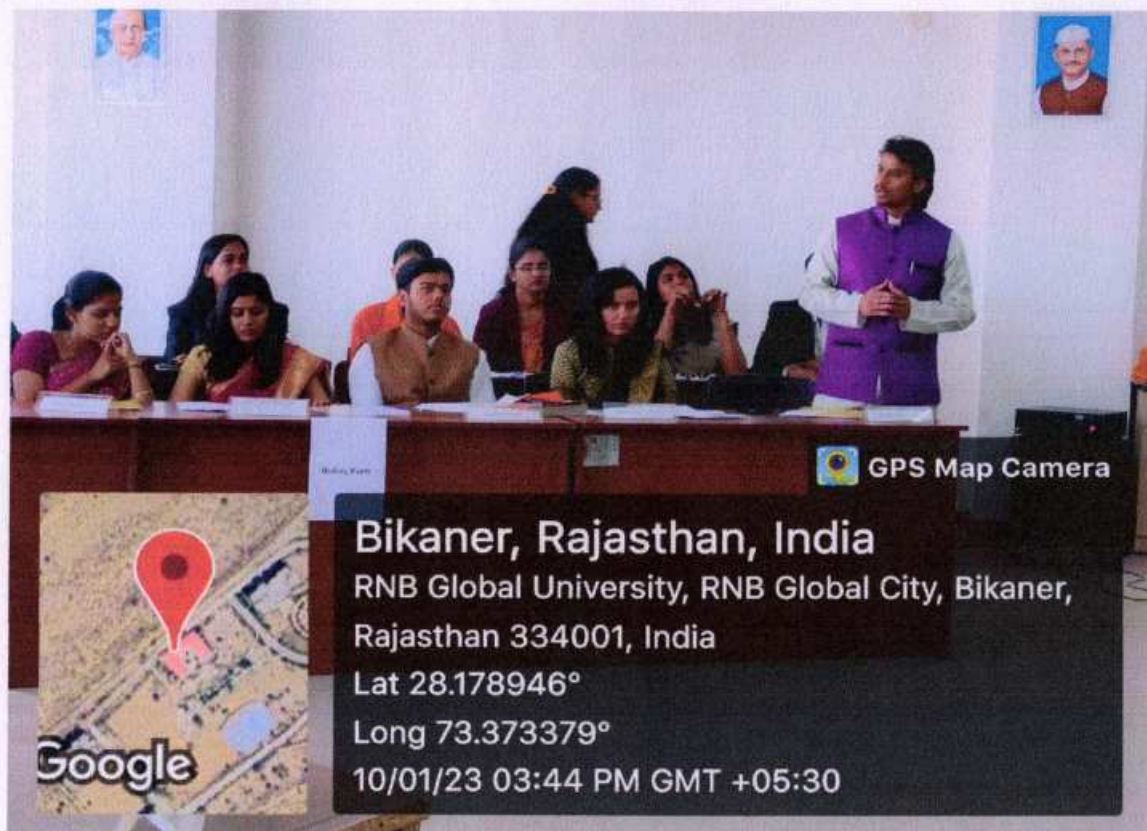 GPS Map Camera
Bikaner, Rajasthan, India
RNB Global University, RNB Global City, Bikaner,
Rajasthan 334001, India
Lat 28.178946°
Long 73.373379°
10/01/23 03:44 PM GMT +05:30
Google